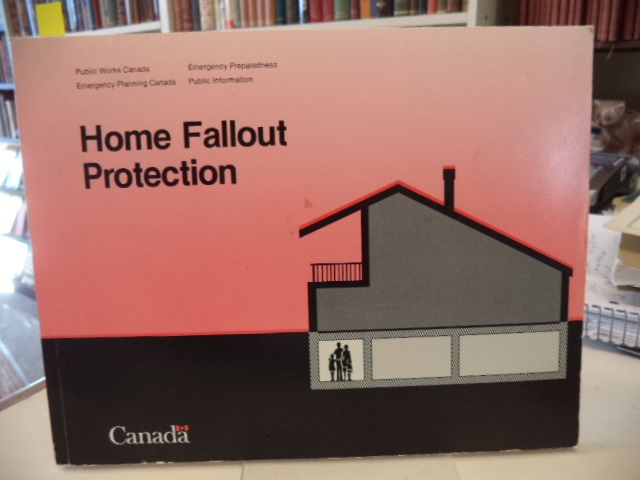 Public Works Canada
Emergency Planning Canada
Emergency Preparedness
Public Information
Home Fallout
Protection
Canada